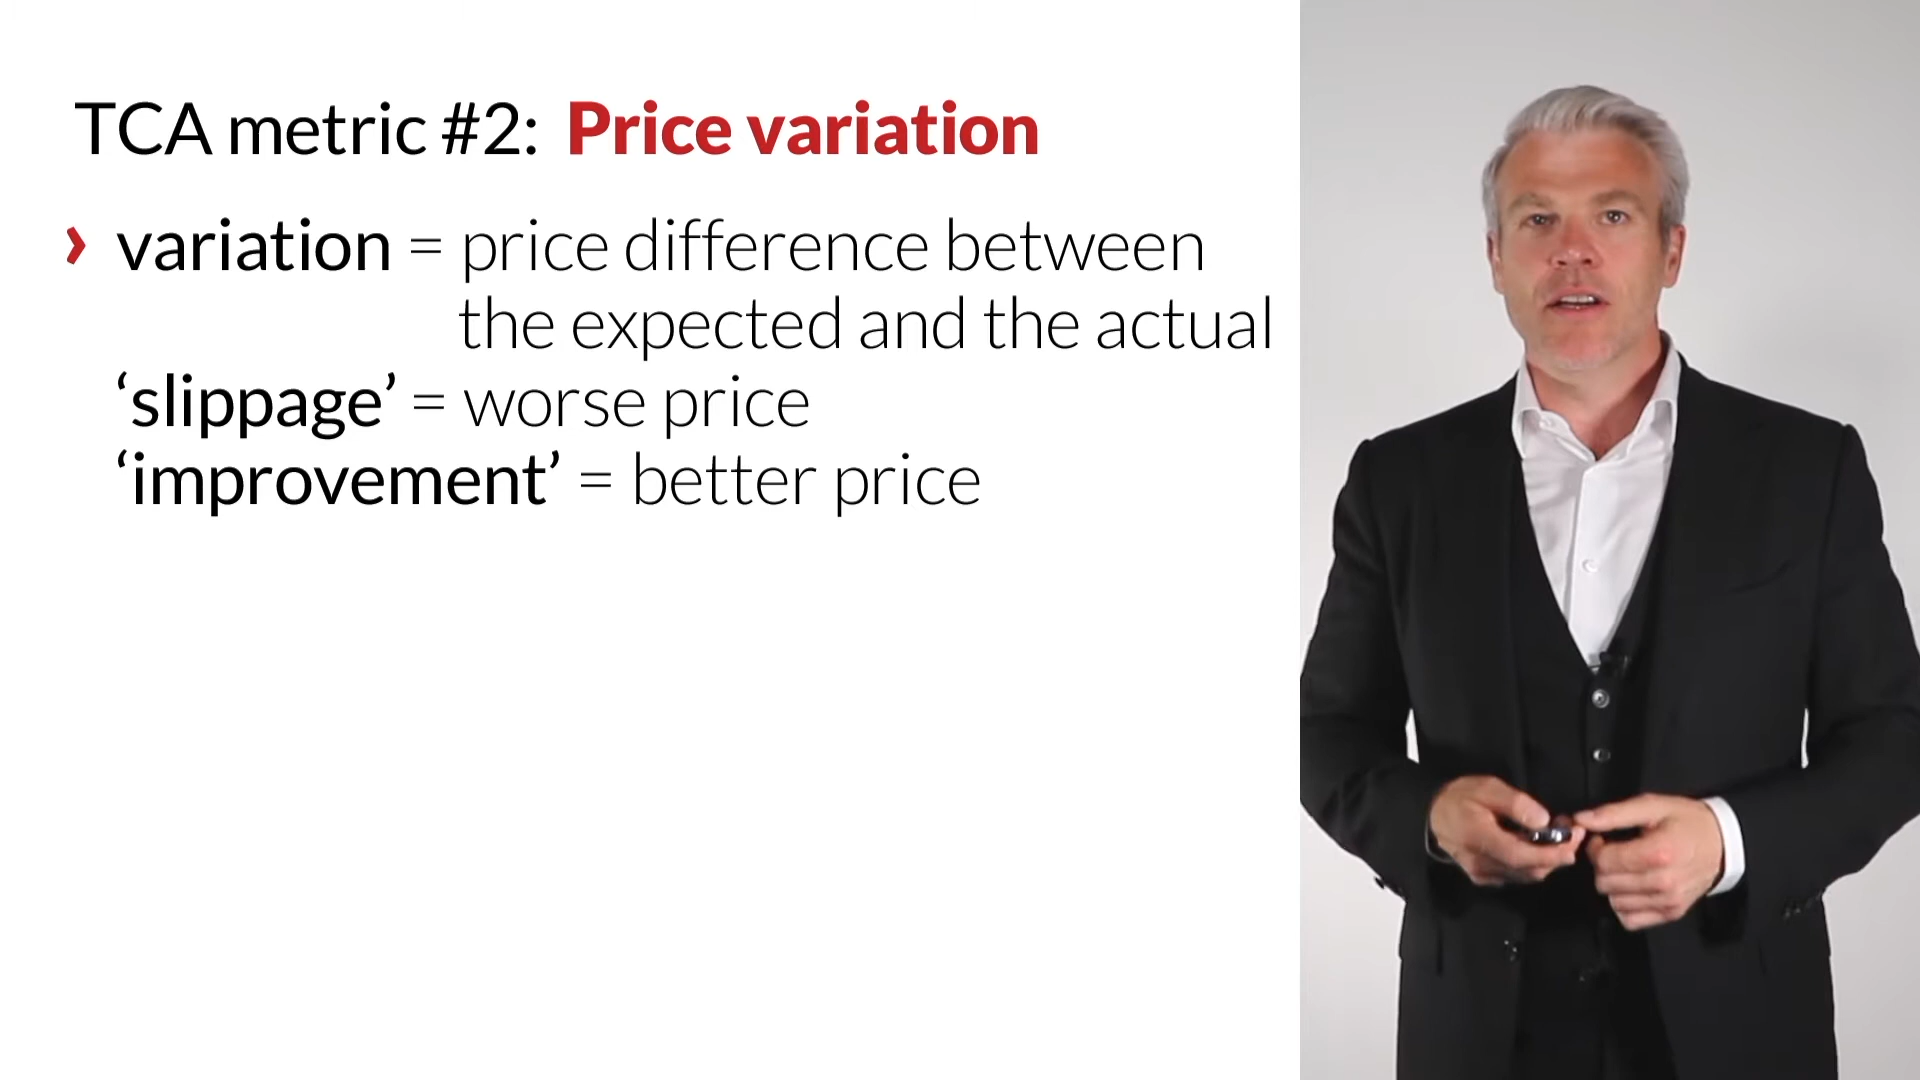 TCA metric #2: Price variation
› variation = price difference between
the expected and the actual
‘slippage’ = worse price
‘improvement’ = better price